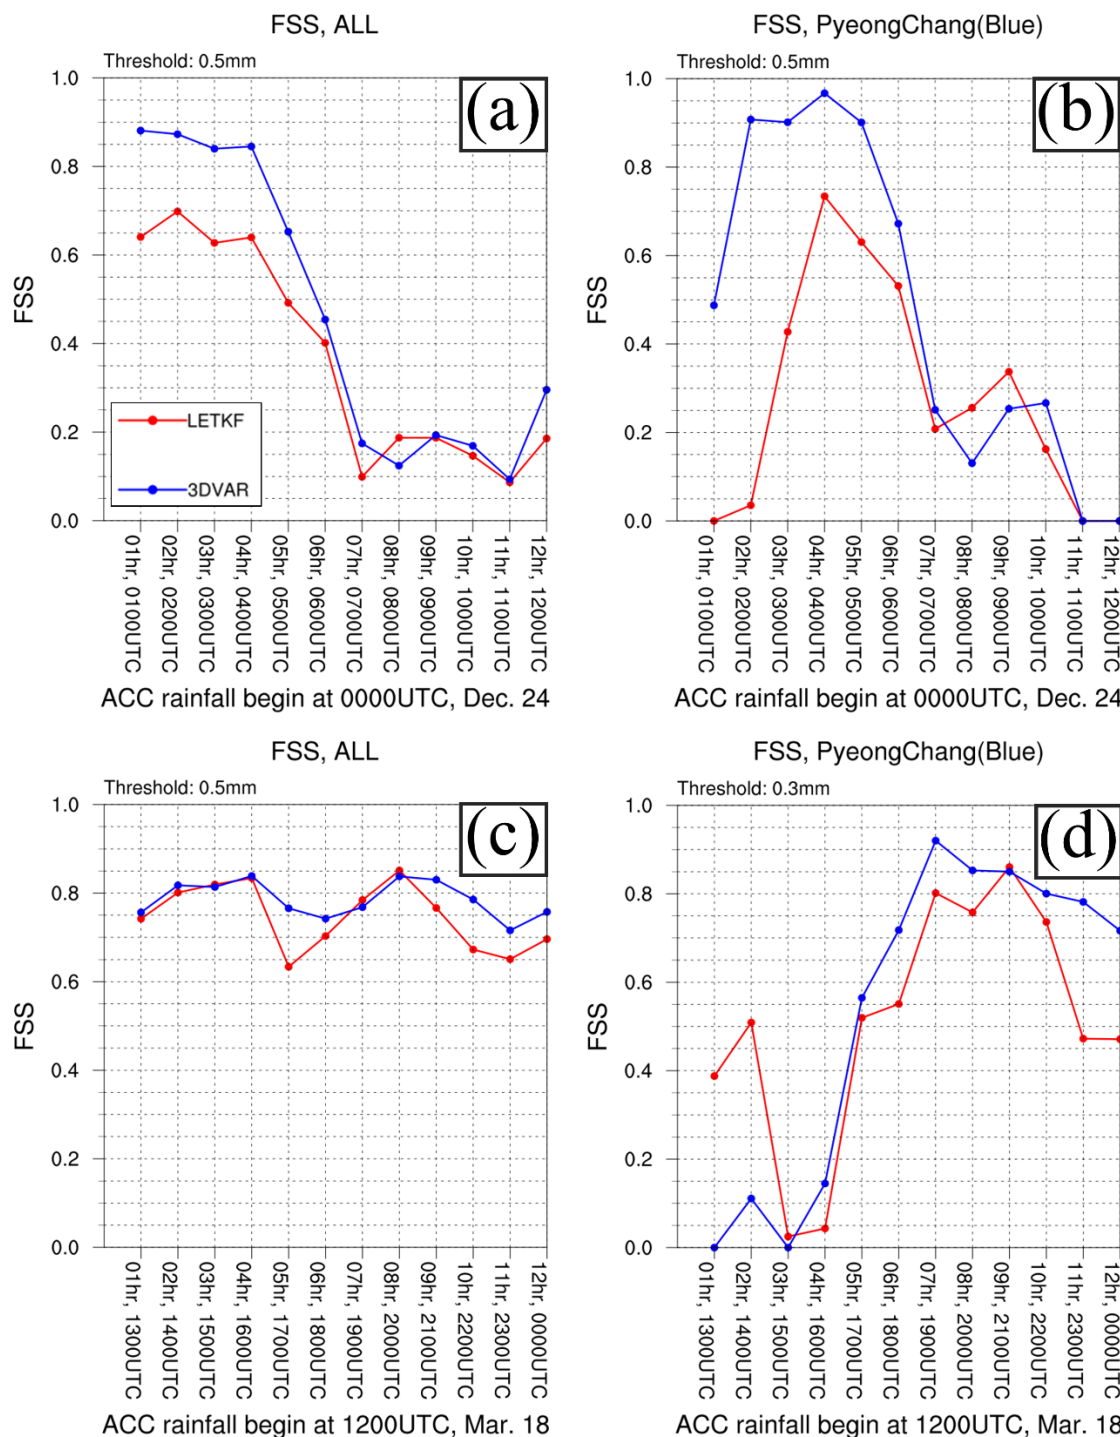 FSS, ALL
Threshold: 0.5mm
(a)
1.0
0.8
0.6
0.4
0.2
0.0
FSS
LETKF
3DVAR
01hr, 0100UTC
02hr, 0200UTC
03hr, 0300UTC
04hr, 0400UTC
05hr, 0500UTC
06hr, 0600UTC
07hr, 0700UTC
08hr, 0800UTC
09hr, 0900UTC
10hr, 1000UTC
11hr, 1100UTC
12hr, 1200UTC
ACC rainfall begin at 0000UTC, Dec. 24
FSS, PyeongChang(Blue)
Threshold: 0.5mm
(b)
1.0
0.8
0.6
0.4
0.2
0.0
FSS
01hr, 0100UTC
02hr, 0200UTC
03hr, 0300UTC
04hr, 0400UTC
05hr, 0500UTC
06hr, 0600UTC
07hr, 0700UTC
08hr, 0800UTC
09hr, 0900UTC
10hr, 1000UTC
11hr, 1100UTC
12hr, 1200UTC
ACC rainfall begin at 0000UTC, Dec. 24
FSS, ALL
Threshold: 0.5mm
(c)
1.0
0.8
0.6
0.4
0.2
0.0
FSS
01hr, 1300UTC
02hr, 1400UTC
03hr, 1500UTC
04hr, 1600UTC
05hr, 1700UTC
06hr, 1800UTC
07hr, 1900UTC
08hr, 2000UTC
09hr, 2100UTC
10hr, 2200UTC
11hr, 2300UTC
12hr, 0000UTC
ACC rainfall begin at 1200UTC, Mar. 18
FSS, PyeongChang(Blue)
Threshold: 0.3mm
(d)
1.0
0.8
0.6
0.4
0.2
0.0
FSS
01hr, 1300UTC
02hr, 1400UTC
03hr, 1500UTC
04hr, 1600UTC
05hr, 1700UTC
06hr, 1800UTC
07hr, 1900UTC
08hr, 2000UTC
09hr, 2100UTC
10hr, 2200UTC
11hr, 2300UTC
12hr, 0000UTC
ACC rainfall begin at 1200UTC, Mar. 18